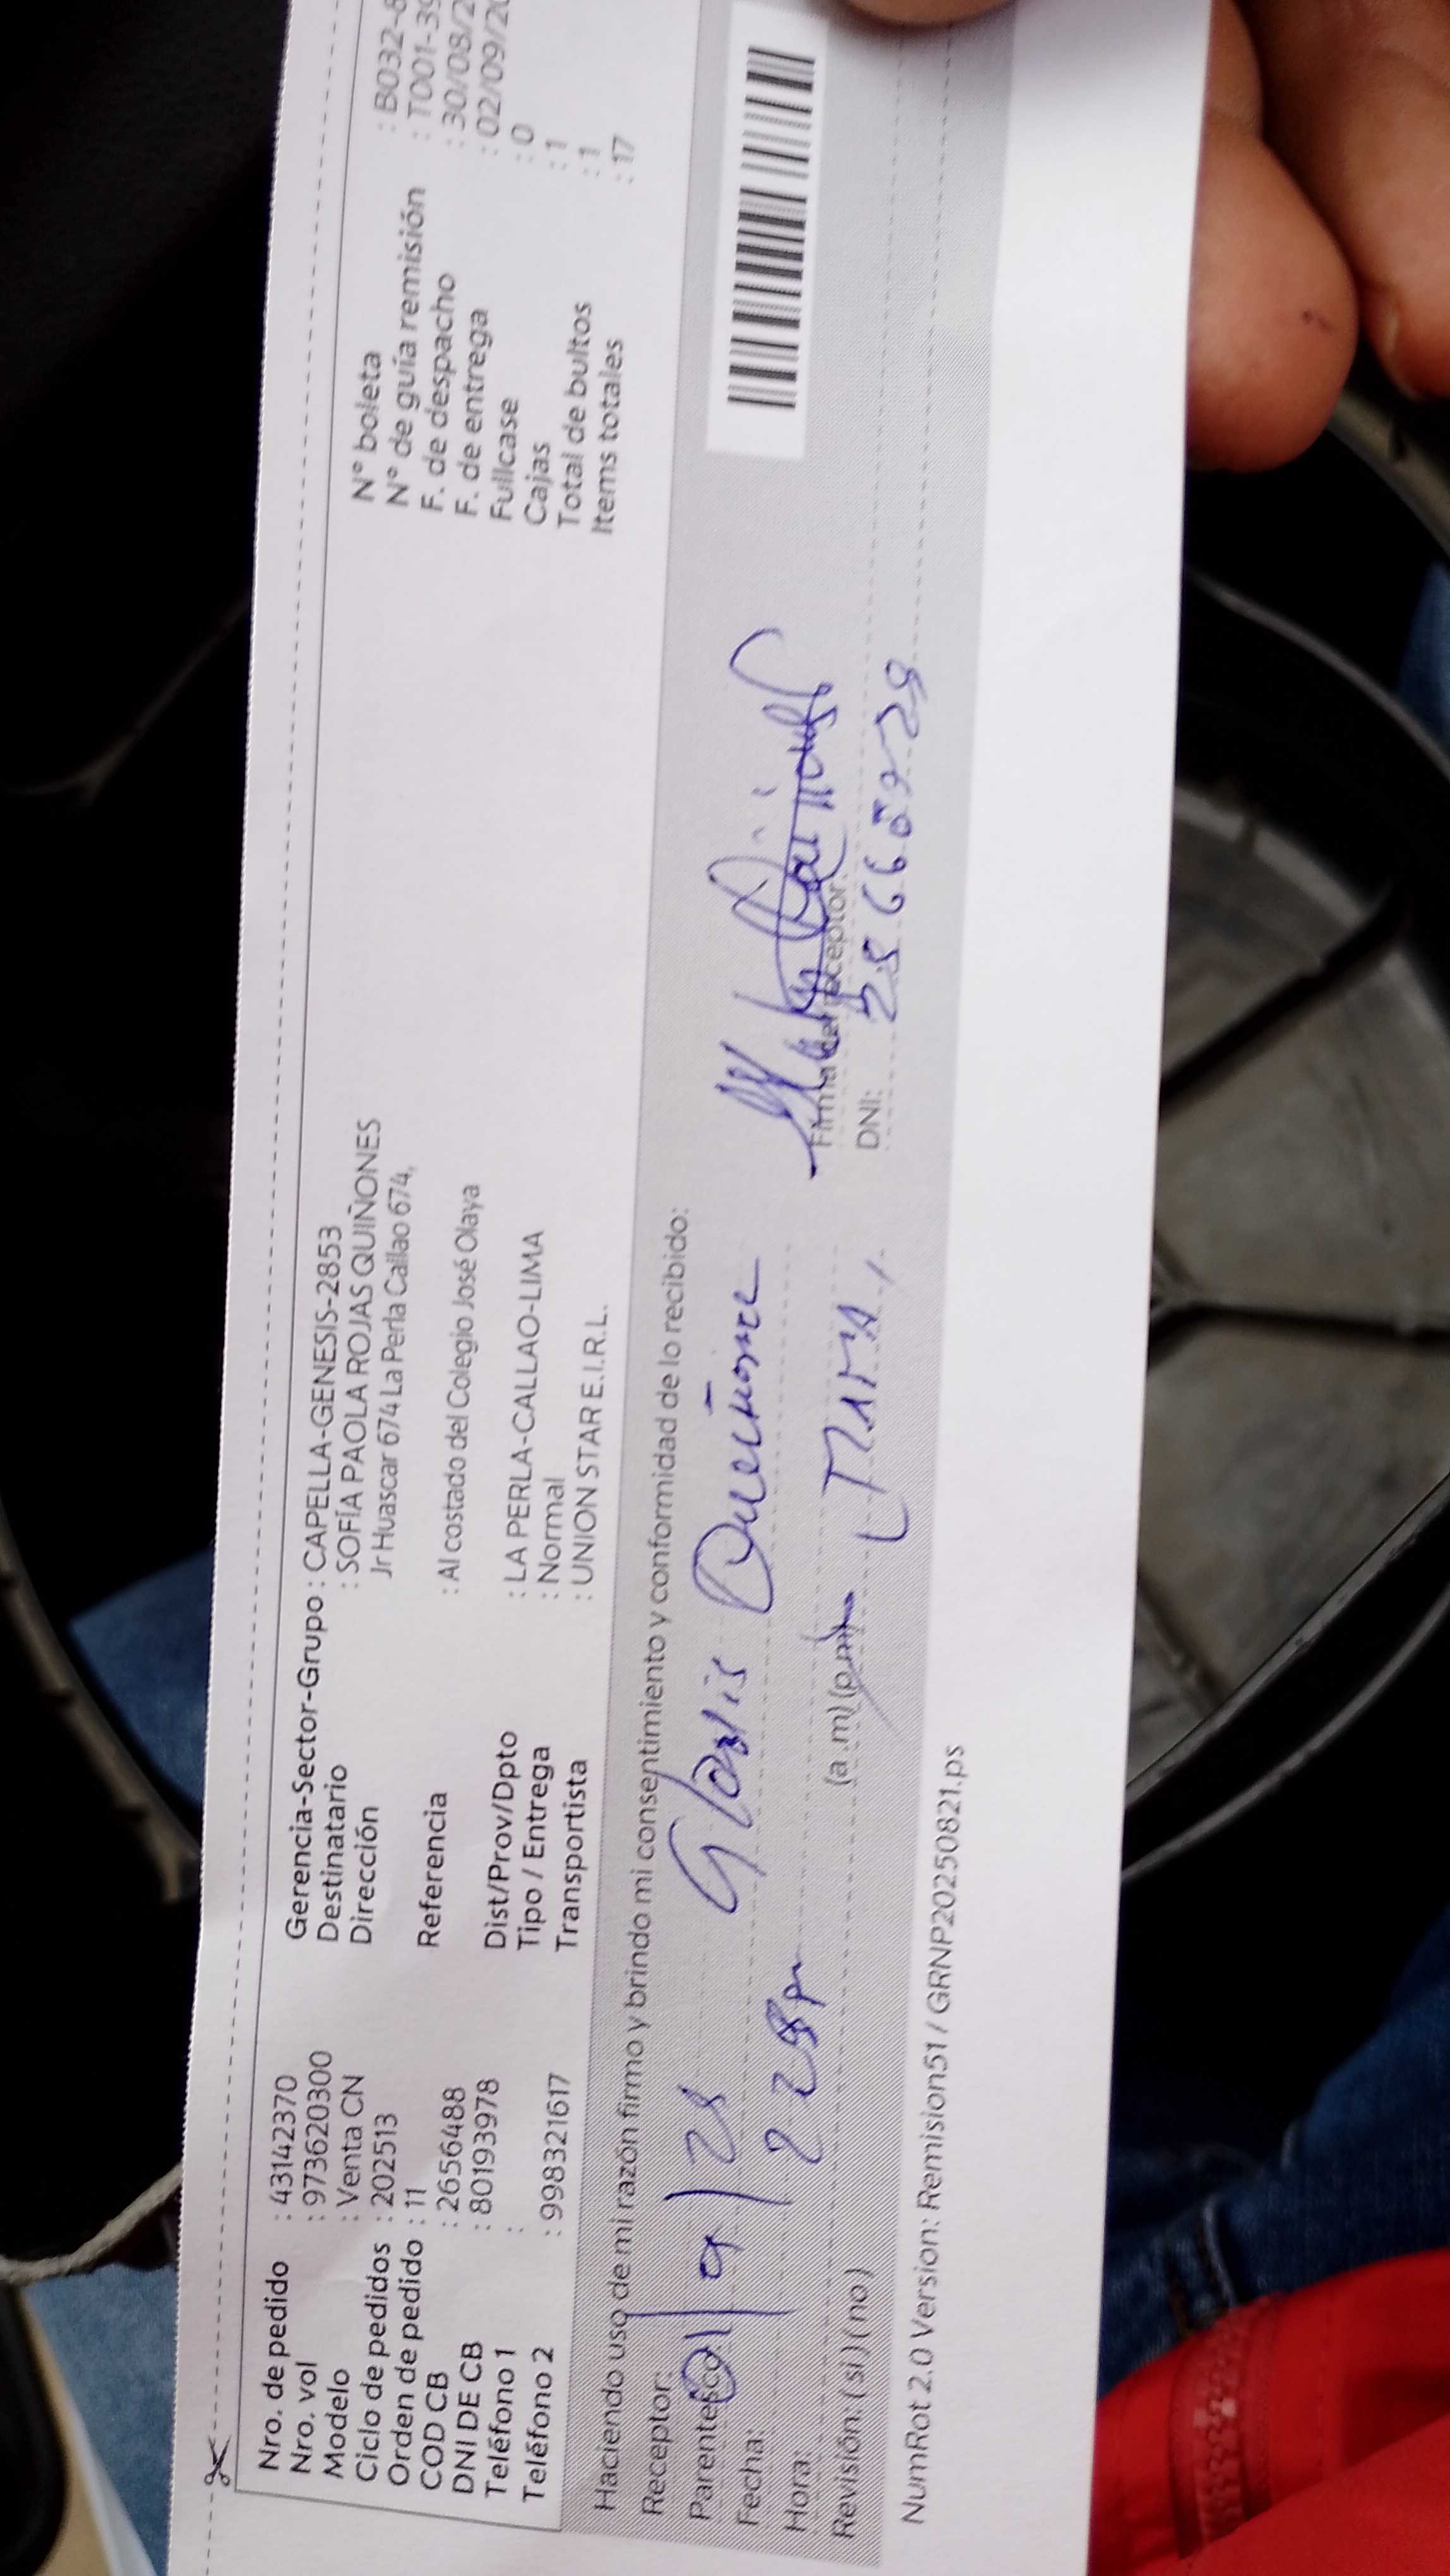 Nro. de pedido : 43142370
Nro. vol : 973620300
Modelo : Venta CN
Ciclo de pedidos : 202513
Orden de pedido : 11
COD CB : 2656488
DNI DE CB : 80193978
Teléfono 1 :
Teléfono 2 : 998321617
Gerencia-Sector-Grupo : CAPELLA-GENESIS-2853
Destinatario : SOFÍA PAOLA ROJAS QUIÑONES
Dirección Jr Huascar 674 La Perla Callao 674,
Referencia : Al costado del Colegio José Olaya
Dist/Prov/Dpto : LA PERLA-CALLAO-LIMA
Tipo / Entrega : Normal
Transportista : UNION STAR E.I.R.L.
N° boleta : B032-
N° de guía remisión : T001-39
F. de despacho : 30/08/2
F. de entrega : 02/09/20
Fullcase : 0
Cajas : 1
Total de bultos : 1
Items totales : 17
Haciendo uso de mi razón firmo y brindo mi consentimiento y conformidad de lo recibido:
Receptor: Quiñone
Parentesco:
Fecha:
Hora: (a.m) (p.m)
Revisión: (si) (no)
Firma del receptor:
DNI:
NumRot 2.0 Version: Remision51 / GRNP20250821.ps